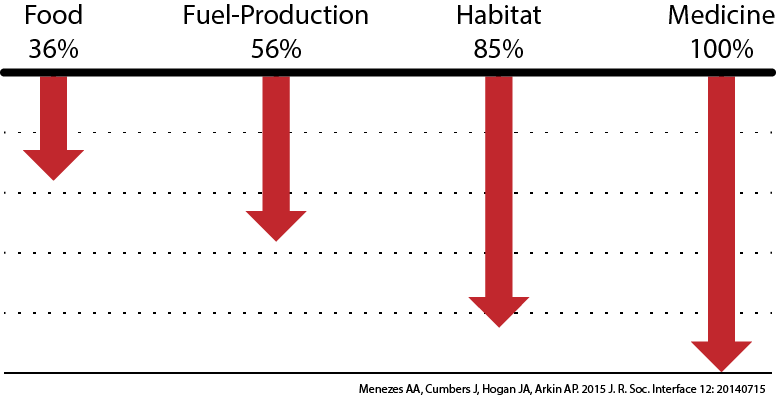 Food Fuel-Production Habitat Medicine
36% 56% 85% 100%
Menezes AA, Cumbers J, Hogan JA, Arkin AP. 2015 J. R. Soc. Interface 12: 20140715